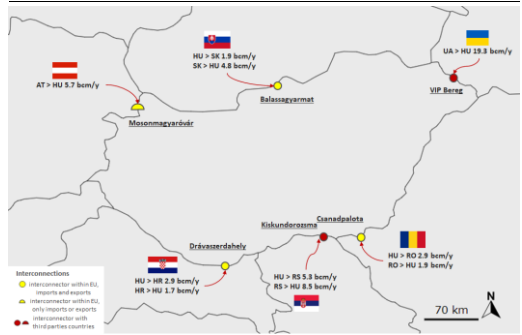 HU > SK 1.9 bcm/y
SK > HU 4.8 bcm/y
UA > HU 19.3 bcm/y
AT > HU 5.7 bcm/y
Balassagyarmat
VIP Bereg
Mosonmagyaróvár
Csanadpalota
Kiskundorozsma
Drávaszerdahely
HU > RO 2.9 bcm/y
RO > HU 1.9 bcm/y
HU > HR 2.9 bcm/y
HR > HU 1.7 bcm/y
HU > RS 5.3 bcm/y
RS > HU 8.5 bcm/y
Interconnections
interconnector within EU,
imports and exports
interconnector within EU,
only imports or exports
interconnector with
third parties countries
70 km
N